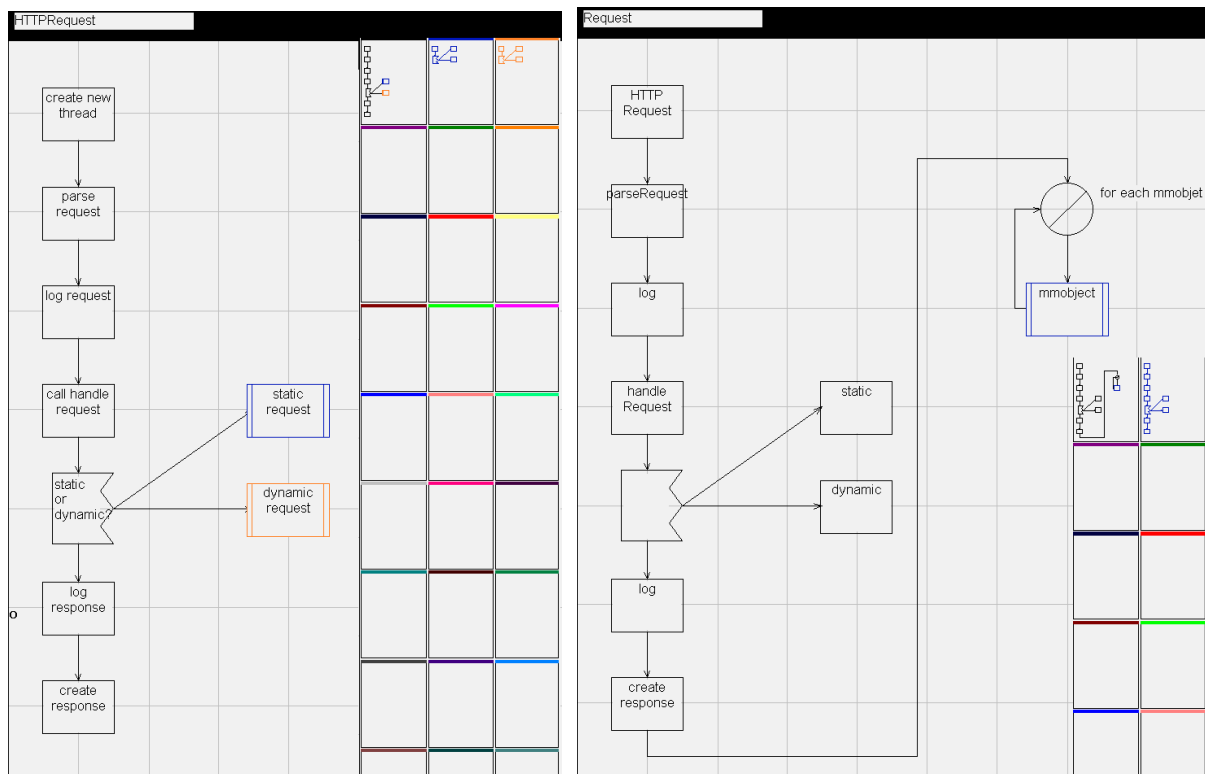 HTTPRequest
create new
thread
parse
request
log request
call handle
request
static
request
static
or
dynamic?
dynamic
request
log
response
o
create
response
Request
HTTP
Request
parseRequest
for each mmobjet
log
mmobject
handle
Request
static
dynamic
log
create
response